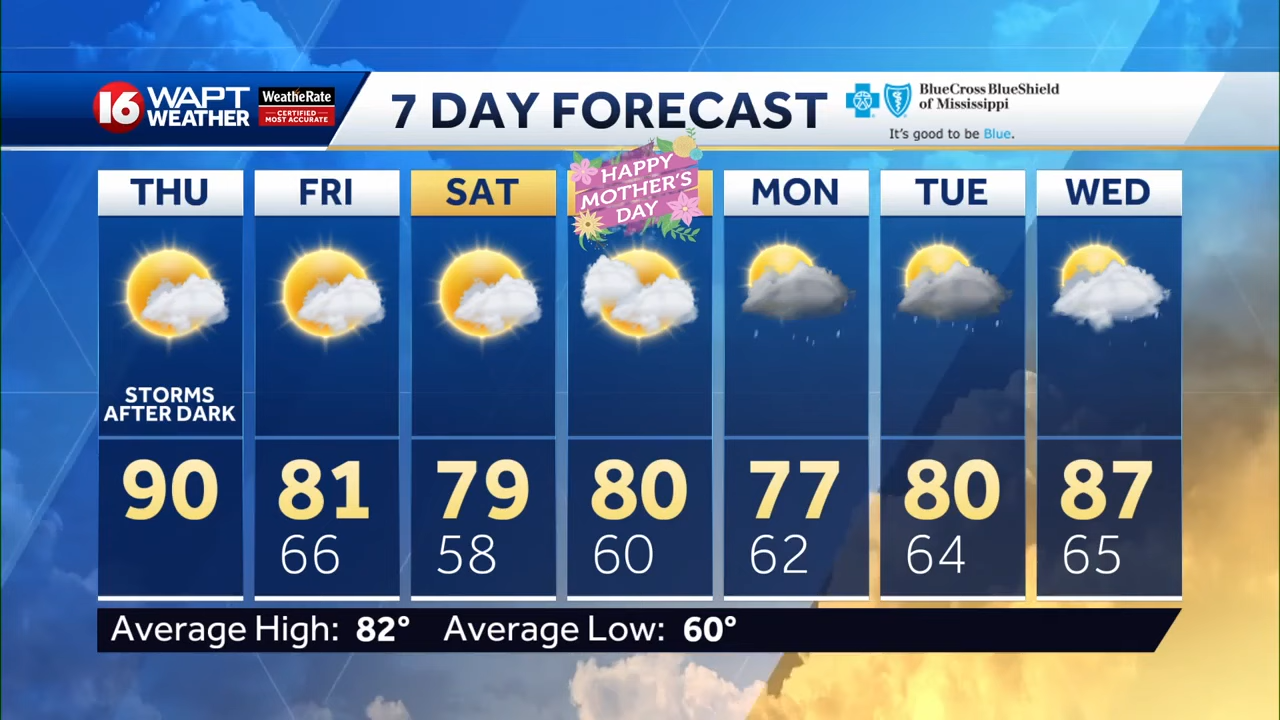 16 WAPT WEATHER
WeatheRate
CERTIFIED
MOST ACCURATE
7 DAY FORECAST
BlueCross BlueShield
of Mississippi
It's good to be Blue.
THU
FRI
SAT
HAPPY
MOTHER'S
DAY
MON
TUE
WED
STORMS
AFTER DARK
90 81 79 80 77 80 87
66 58 60 62 64 65
Average High: 82° Average Low: 60°